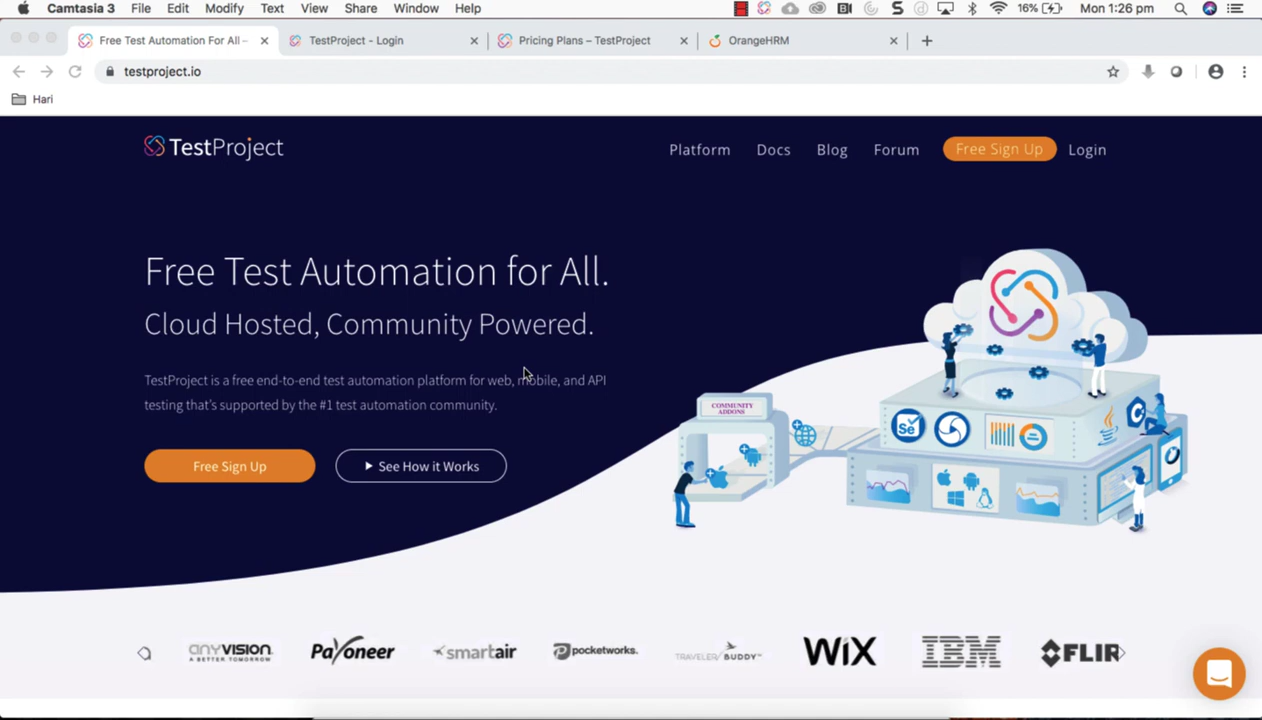 Camtasia 3 File Edit Modify Text View Share Window Help 16% Mon 1:26 pm
Free Test Automation For All – TestProject - Login Pricing Plans – TestProject OrangeHRM
testproject.io
Hari
TestProject
Platform Docs Blog Forum Free Sign Up Login
Free Test Automation for All.
Cloud Hosted, Community Powered.
TestProject is a free end-to-end test automation platform for web, mobile, and API
testing that's supported by the #1 test automation community.
Free Sign Up See How it Works
COMMUNITY
ADDONS
Se
C
anyVISION
A BETTER TOMORROW
Payoneer
smartair
pocketworks.
TRAVELER BUDDY™
WiX
IBM
FLIR